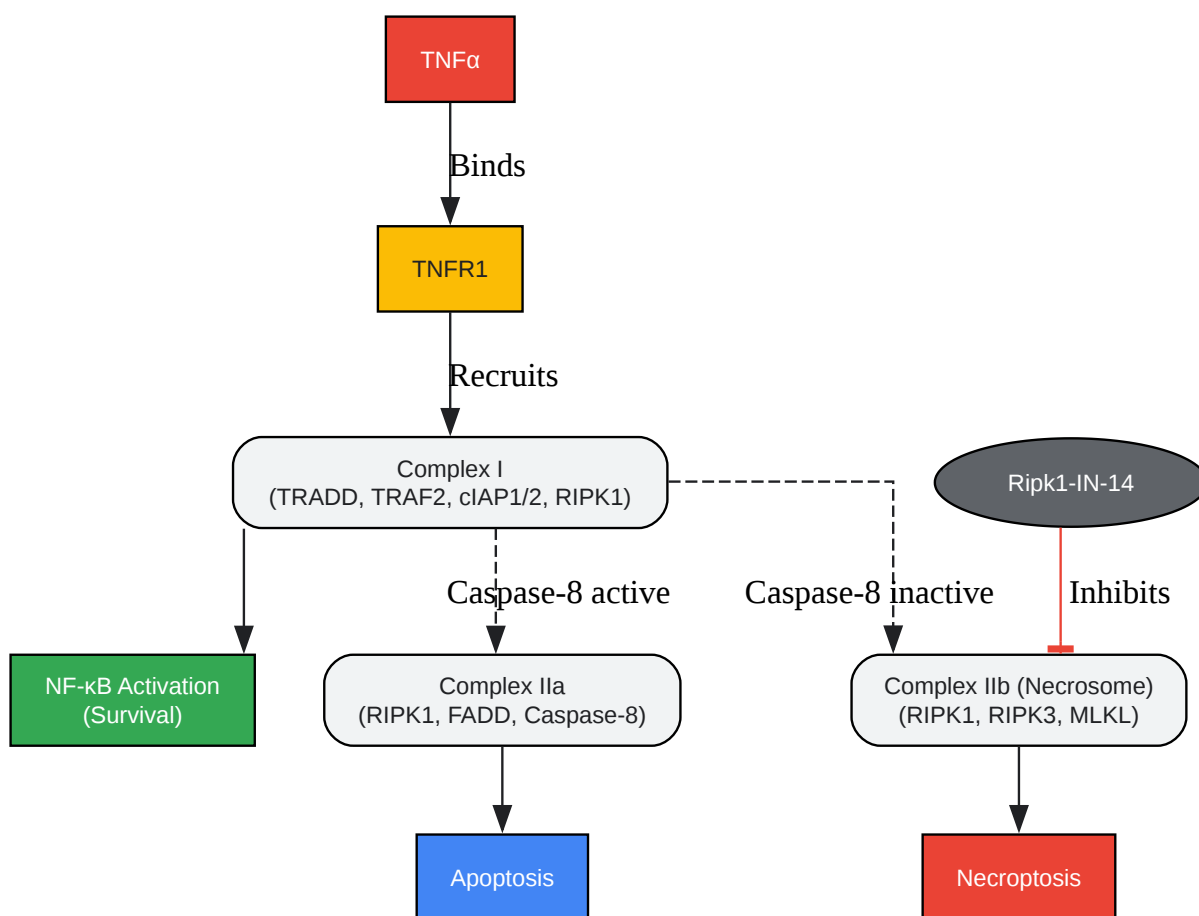 TNFα
Binds
TNFR1
Recruits
Complex I
(TRADD, TRAF2, cIAP1/2, RIPK1)
Ripk1-IN-14
Caspase-8 active
Caspase-8 inactive
Inhibits
NF-κB Activation
(Survival)
Complex IIa
(RIPK1, FADD, Caspase-8)
Complex IIb (Necrosome)
(RIPK1, RIPK3, MLKL)
Apoptosis
Necroptosis